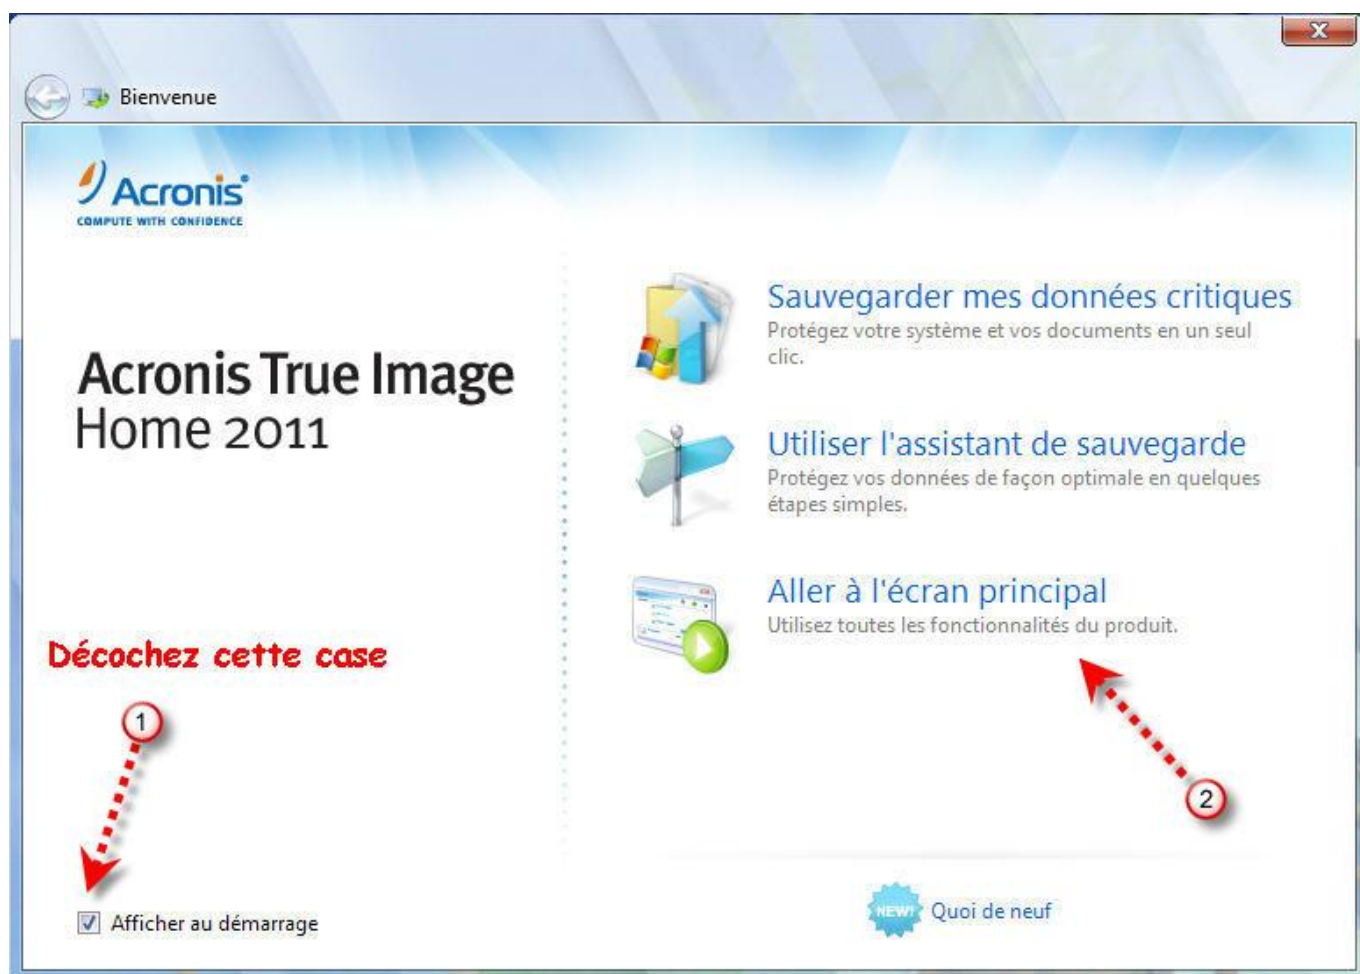 X
Bienvenue
Acronis
COMPUTE WITH CONFIDENCE
Acronis True Image
Home 2011
Sauvegarder mes données critiques
Protégez votre système et vos documents en un seul
clic.
Utiliser l'assistant de sauvegarde
Protégez vos données de façon optimale en quelques
étapes simples.
Aller à l'écran principal
Utilisez toutes les fonctionnalités du produit.
Décochez cette case
1
2
Afficher au démarrage
NEW!
Quoi de neuf